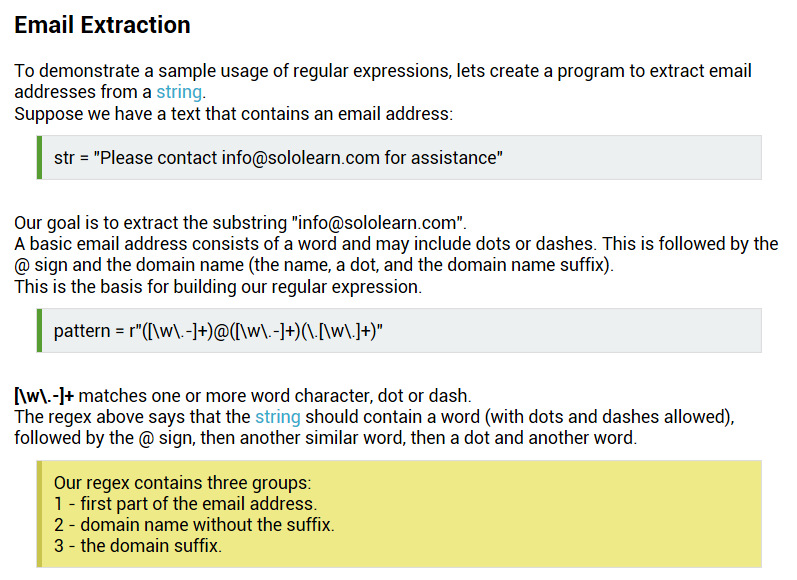 Email Extraction
To demonstrate a sample usage of regular expressions, lets create a program to extract email
addresses from a string.
Suppose we have a text that contains an email address:
str = "Please contact info@sololearn.com for assistance"
Our goal is to extract the substring "info@sololearn.com".
A basic email address consists of a word and may include dots or dashes. This is followed by the
@ sign and the domain name (the name, a dot, and the domain name suffix).
This is the basis for building our regular expression.
pattern = r"([\w\.-]+)@([\w\.-]+)(\.[\w\.]+)"
[\w\.-]+ matches one or more word character, dot or dash.
The regex above says that the string should contain a word (with dots and dashes allowed),
followed by the @ sign, then another similar word, then a dot and another word.
Our regex contains three groups:
1 - first part of the email address.
2 - domain name without the suffix.
3 - the domain suffix.